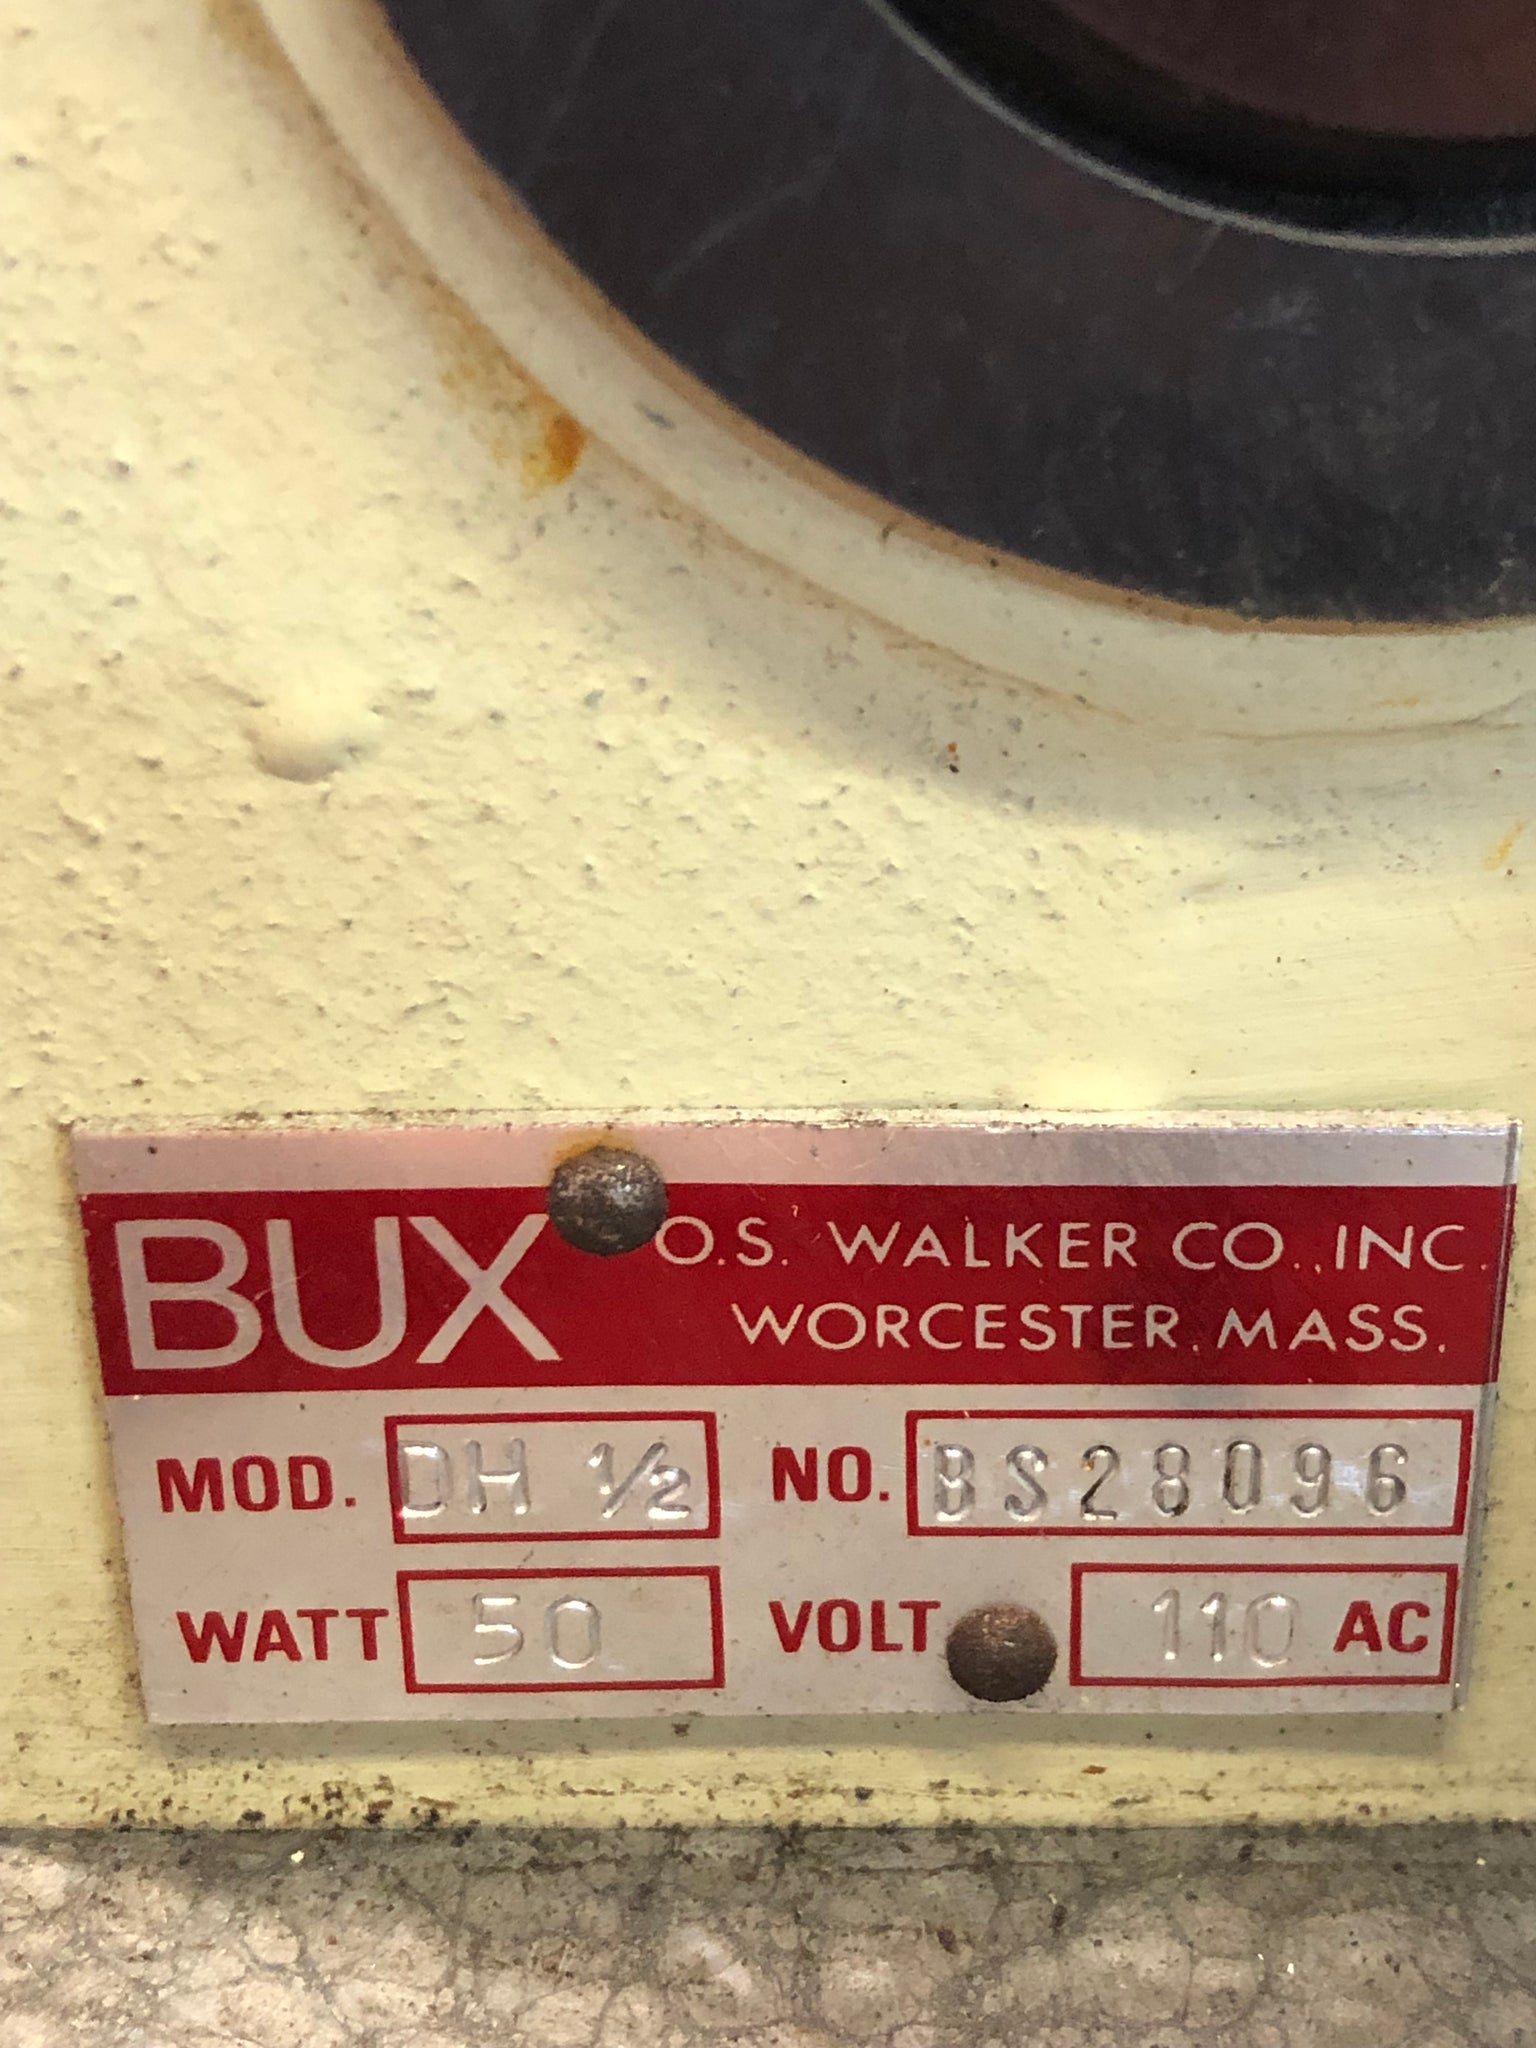 BUX O.S. WALKER CO., INC.
WORCESTER, MASS.
MOD. DH ½ NO. BS28096
WATT 50 VOLT 110 AC